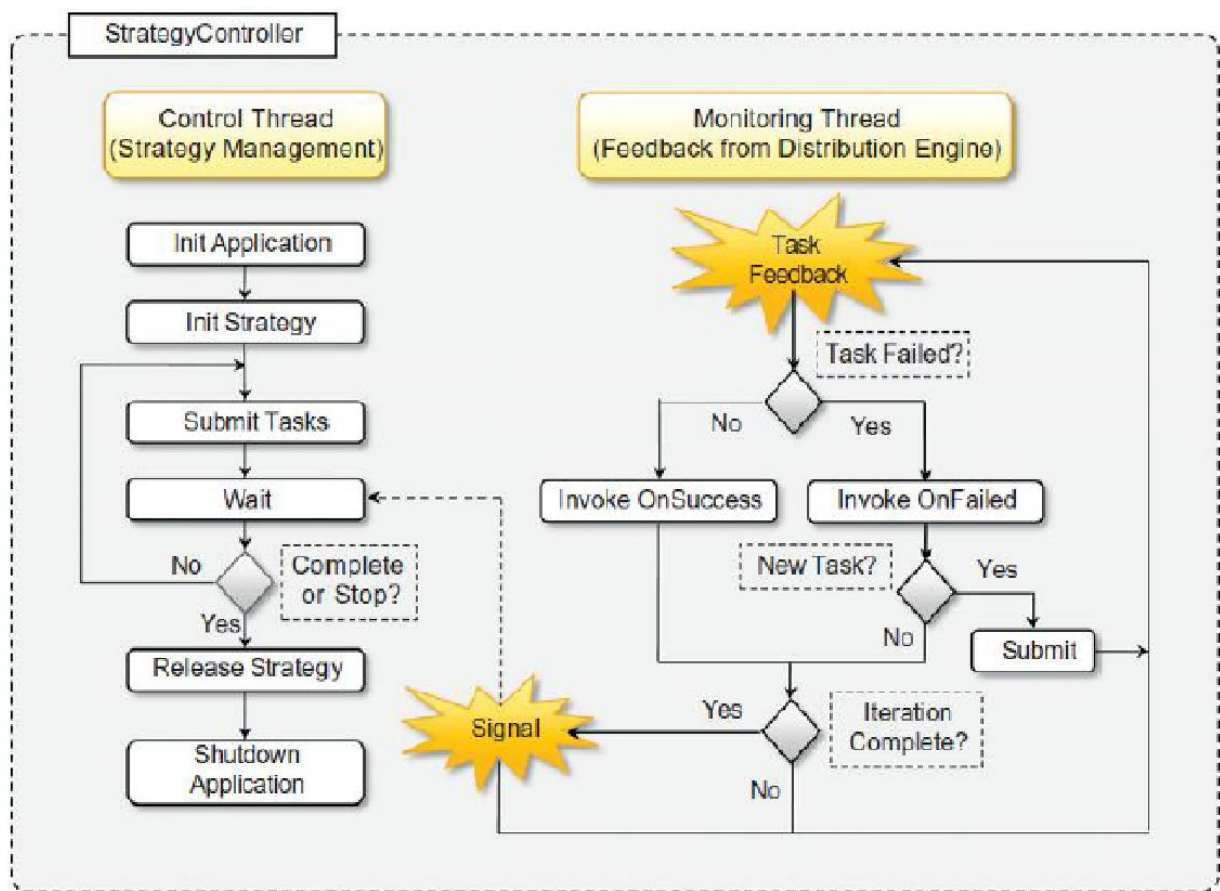 StrategyController
Control Thread
(Strategy Management)
Monitoring Thread
(Feedback from Distribution Engine)
Init Application
Init Strategy
Submit Tasks
Wait
No
Complete
or Stop?
Yes
Release Strategy
Shutdown
Application
Task
Feedback
Task Failed?
No
Yes
Invoke OnSuccess
Invoke OnFailed
New Task?
Yes
No
Submit
Iteration
Complete?
Yes
Signal
No